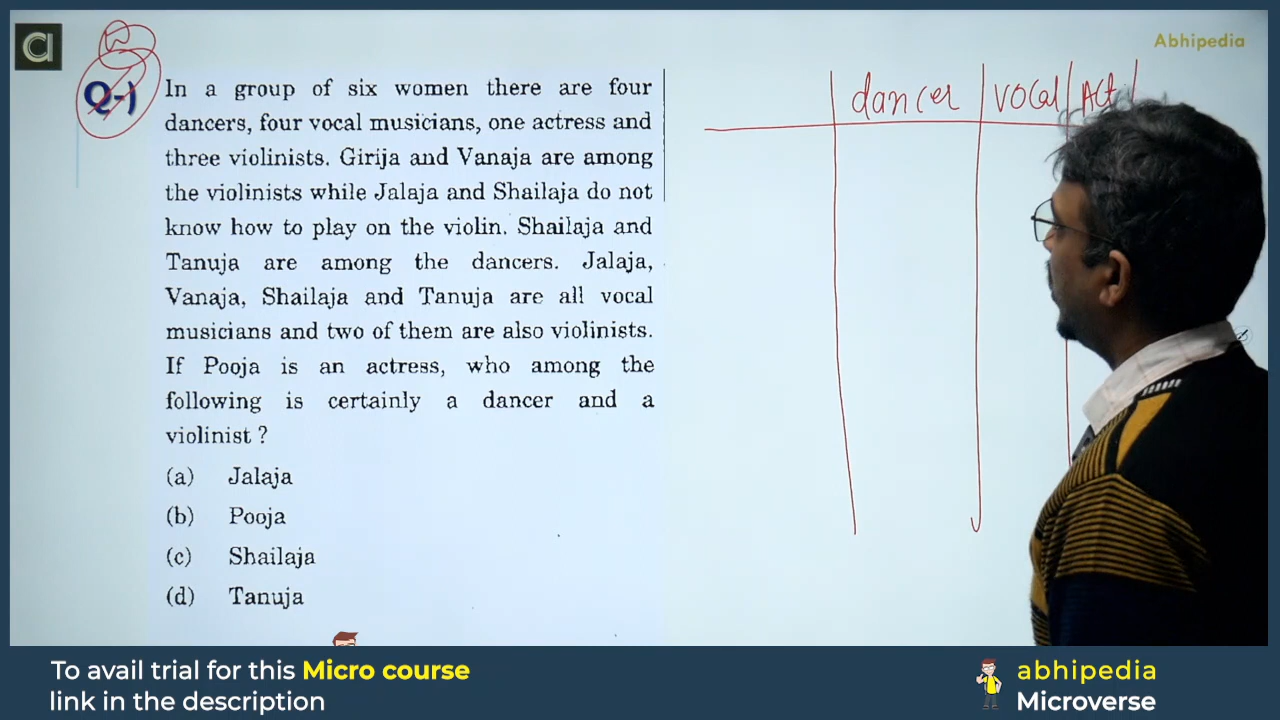 Abhipedia
Q-1
dancer vocal Act
In a group of six women there are four
dancers, four vocal musicians, one actress and
three violinists. Girija and Vanaja are among
the violinists while Jalaja and Shailaja do not
know how to play on the violin. Shailaja and
Tanuja are among the dancers. Jalaja,
Vanaja, Shailaja and Tanuja are all vocal
musicians and two of them are also violinists.
If Pooja is an actress, who among the
following is certainly a dancer and a
violinist ?
(a) Jalaja
(b) Pooja
(c) Shailaja
(d) Tanuja
To avail trial for this Micro course
link in the description
abhipedia
Microverse